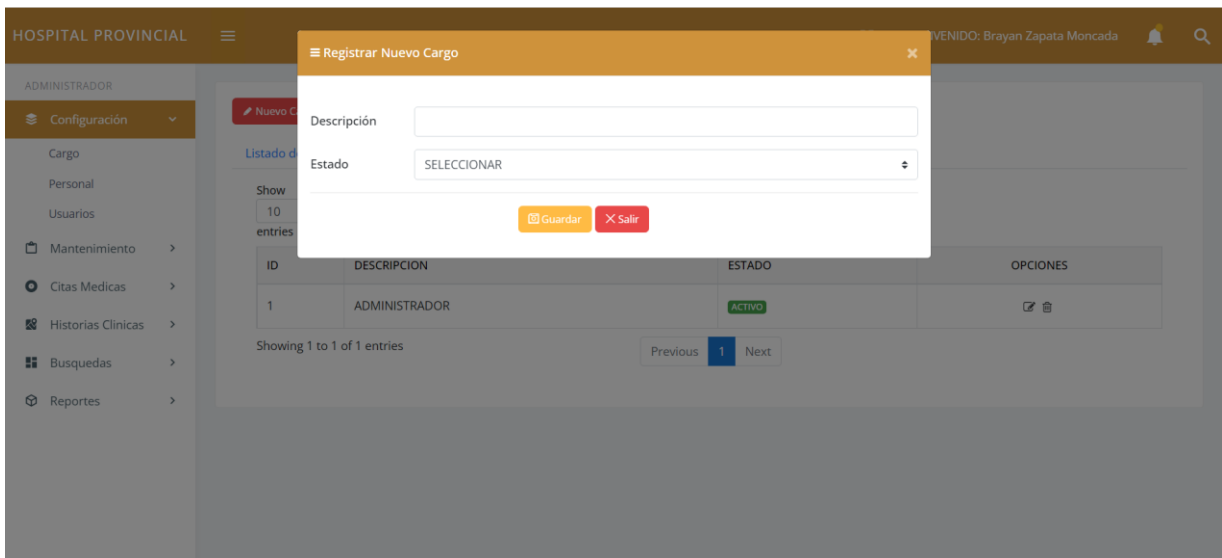 HOSPITAL PROVINCIAL
NVENIDO: Brayan Zapata Moncada
Registrar Nuevo Cargo
ADMINISTRADOR
Configuración
Cargo
Personal
Usuarios
Mantenimiento
Citas Medicas
Historias Clinicas
Busquedas
Reportes
Nuevo C
Descripción
Listado d
Estado SELECCIONAR
Show
10
entries
Guardar Salir
ID DESCRIPCION ESTADO OPCIONES
1 ADMINISTRADOR ACTIVO
Showing 1 to 1 of 1 entries
Previous 1 Next